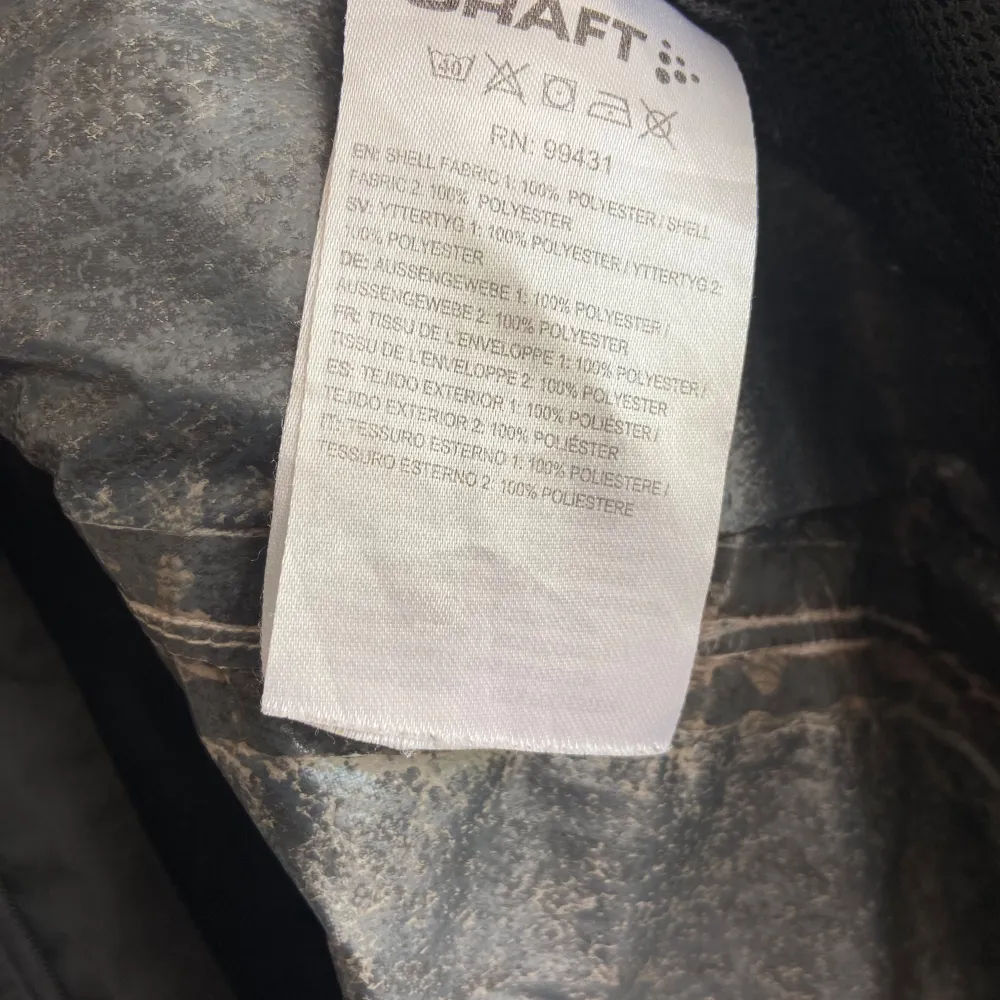 CRAFT
40
RN: 99431
EN: SHELL FABRIC 1: 100% POLYESTER / SHELL
FABRIC 2: 100% POLYESTER
SV: YTTERTYG 1: 100% POLYESTER / YTTERTYG 2:
100% POLYESTER
DE: AUSSENGEWEBE 1: 100% POLYESTER /
AUSSENGEWEBE 2: 100% POLYESTER
FR: TISSU DE L'ENVELOPPE 1: 100% POLYESTER /
TISSU DE L'ENVELOPPE 2: 100% POLYESTER
ES: TEJIDO EXTERIOR 1: 100% POLIÉSTER /
TEJIDO EXTERIOR 2: 100% POLIÉSTER
IT: TESSURO ESTERNO 1: 100% POLIESTERE /
TESSURO ESTERNO 2: 100% POLIESTERE